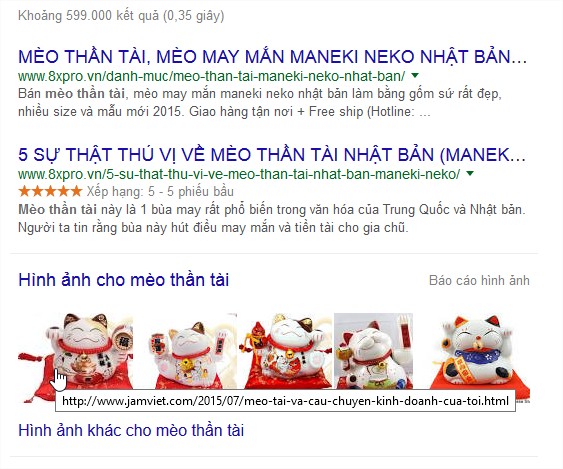 Khoảng 599.000 kết quả (0,35 giây)
MÈO THẦN TÀI, MÈO MAY MẮN MANEKI NEKO NHẬT BẢN...
www.8xpro.vn/danh-muc/meo-than-tai-maneki-neko-nhat-ban/
Bán mèo thần tài, mèo may mắn maneki neko nhật bản làm bằng gốm sứ rất đẹp,
nhiều size và mẫu mới 2015. Giao hàng tận nơi + Free ship (Hotline: ...
5 SỰ THẬT THÚ VỊ VỀ MÈO THẦN TÀI NHẬT BẢN (MANEK...
www.8xpro.vn/5-su-that-thu-vi-ve-meo-than-tai-nhat-ban-maneki-neko/
Xếp hạng: 5 - 5 phiếu bầu
Mèo thần tài này là 1 bùa may rất phổ biến trong văn hóa của Trung Quốc và Nhật bản.
Người ta tin rằng bùa này hút điều may mắn và tiền tài cho gia chũ.
Hình ảnh cho mèo thần tài
Báo cáo hình ảnh
http://www.jamviet.com/2015/07/meo-tai-va-cau-chuyen-kinh-doanh-cua-toi.html
Hình ảnh khác cho mèo thần tài